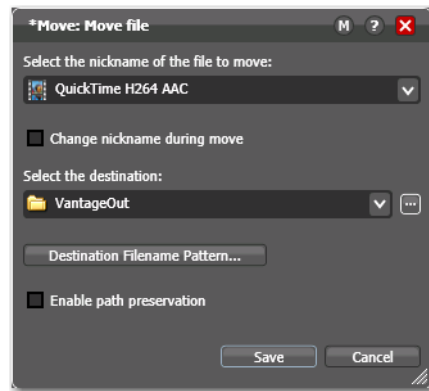 *Move: Move file
M ?
Select the nickname of the file to move:
QuickTime H264 AAC
Change nickname during move
Select the destination:
VantageOut
...
Destination Filename Pattern...
Enable path preservation
Save Cancel